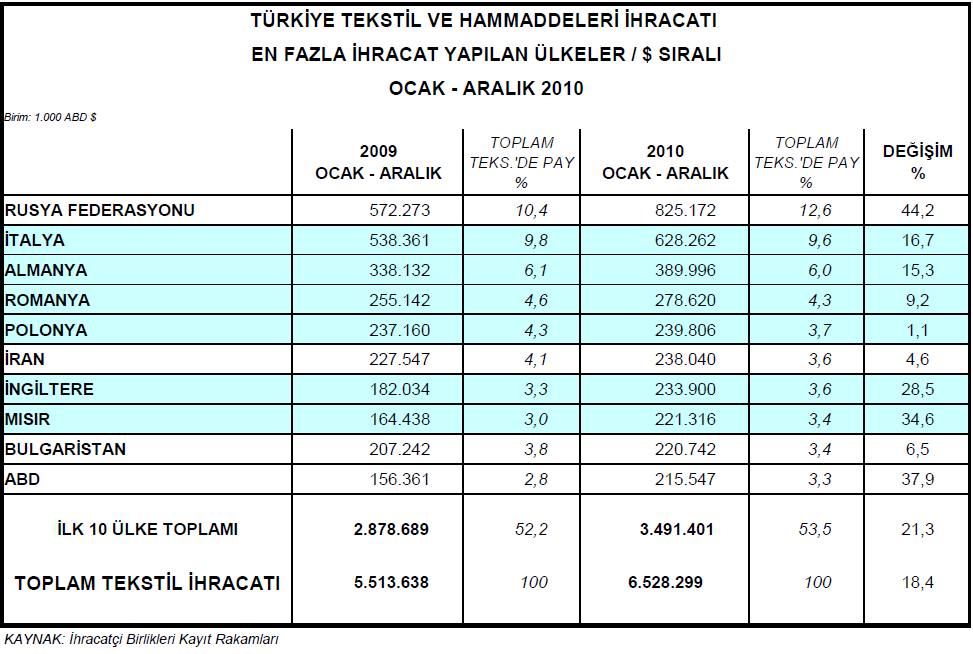 TÜRKİYE TEKSTİL VE HAMMADDELERİ İHRACATI
EN FAZLA İHRACAT YAPILAN ÜLKELER / $ SIRALI
OCAK - ARALIK 2010
Birim: 1.000 ABD $
2009 OCAK - ARALIK TOPLAM TEKS.'DE PAY % 2010 OCAK - ARALIK TOPLAM TEKS.'DE PAY % DEĞİŞİM %
RUSYA FEDERASYONU 572.273 10,4 825.172 12,6 44,2
İTALYA 538.361 9,8 628.262 9,6 16,7
ALMANYA 338.132 6,1 389.996 6,0 15,3
ROMANYA 255.142 4,6 278.620 4,3 9,2
POLONYA 237.160 4,3 239.806 3,7 1,1
İRAN 227.547 4,1 238.040 3,6 4,6
İNGİLTERE 182.034 3,3 233.900 3,6 28,5
MISIR 164.438 3,0 221.316 3,4 34,6
BULGARİSTAN 207.242 3,8 220.742 3,4 6,5
ABD 156.361 2,8 215.547 3,3 37,9
İLK 10 ÜLKE TOPLAMI 2.878.689 52,2 3.491.401 53,5 21,3
TOPLAM TEKSTİL İHRACATI 5.513.638 100 6.528.299 100 18,4
KAYNAK: İhracatçi Birlikleri Kayıt Rakamları